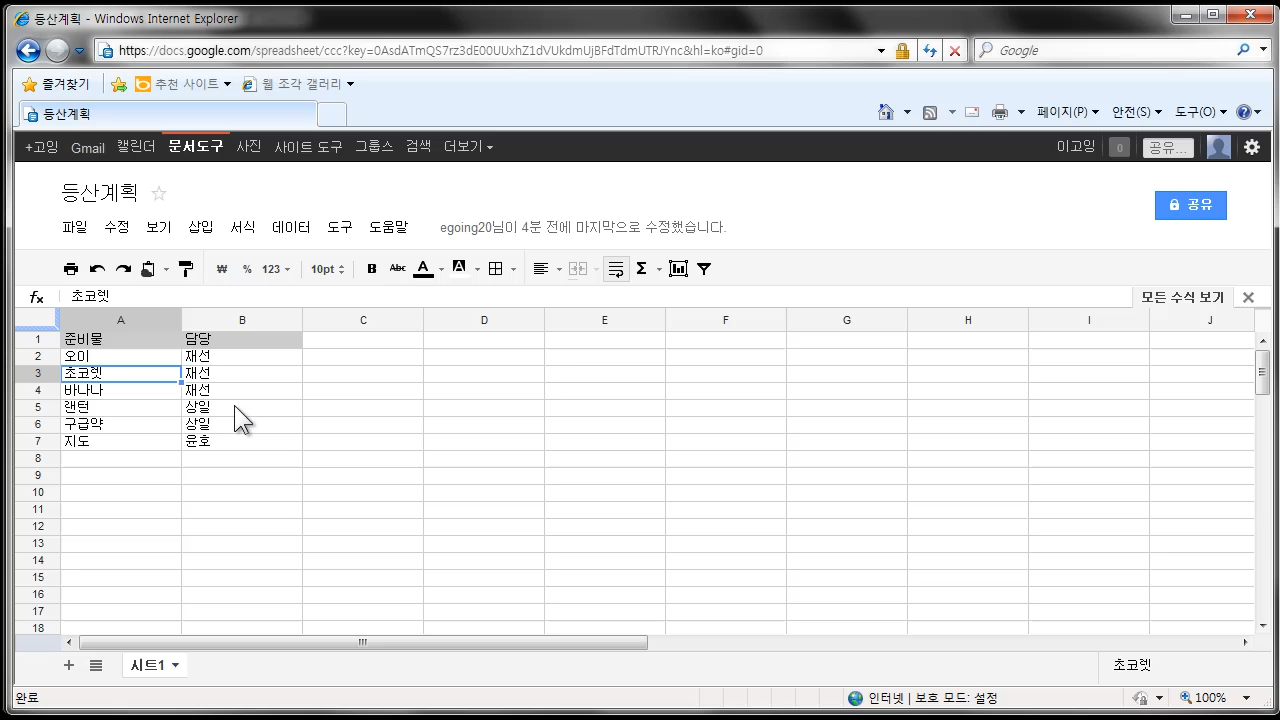 등산계획 - Windows Internet Explorer
https://docs.google.com/spreadsheet/ccc?key=0AsdATmQS7rz3dE00UUxhZ1dVUkdmUjBFdTdmUTRJYnc&hl=ko#gid=0
Google
즐겨찾기 추천 사이트 웹 조각 갤러리
등산계획
페이지(P) 안전(S) 도구(O)
+고잉 Gmail 캘린더 문서도구 사진 사이트 도구 그룹스 검색 더보기 이고잉 0 공유...
등산계획
공유
파일 수정 보기 삽입 서식 데이터 도구 도움말 egoing20님이 4분 전에 마지막으로 수정했습니다.
₩ % 123 10pt B Abc A A Σ
fx 초코렛 모든 수식 보기
A B C D E F G H I J
1 준비물 담당
2 오이 재선
3 초코렛 재선
4 바나나 재선
5 랜턴 상일
6 구급약 상일
7 지도 윤호
8
9
10
11
12
13
14
15
16
17
18
시트1 초코렛
완료 인터넷 | 보호 모드: 설정 100%